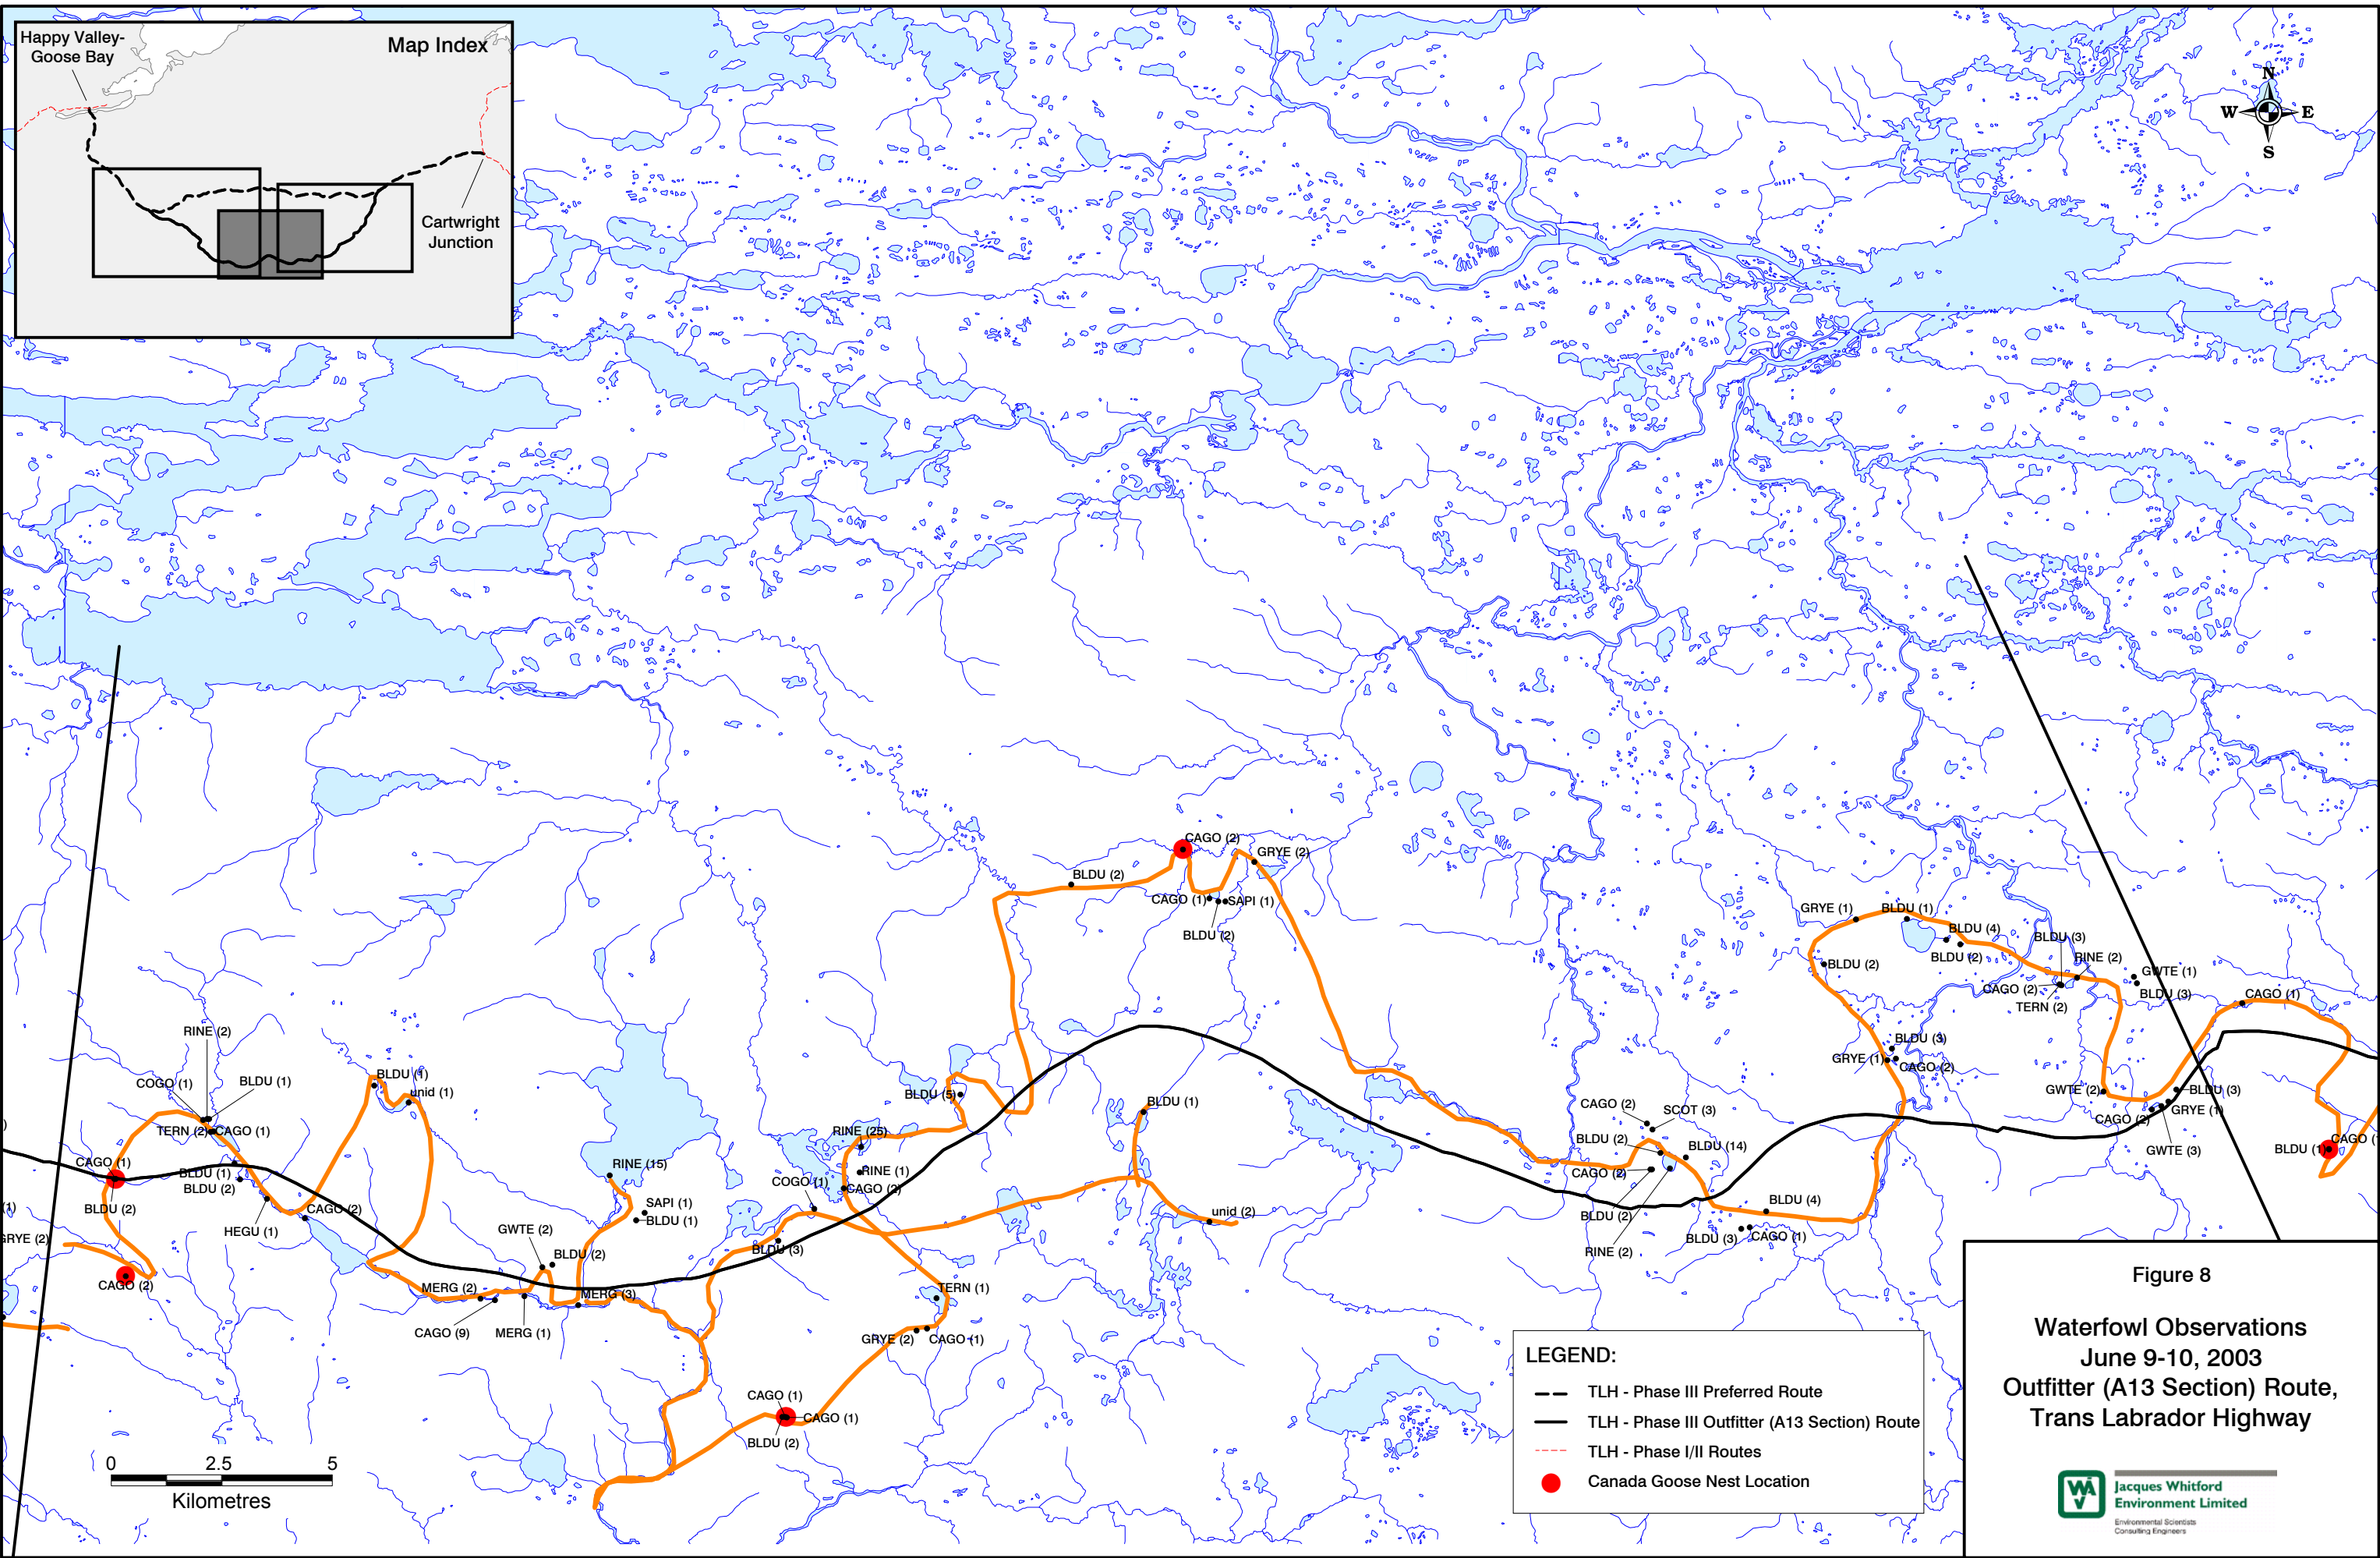 Happy Valley-
Goose Bay
Map Index
Cartwright
Junction
N
W E
S
CAGO (2)
GRYE (2)
BLDU (2)
CAGO (1)
SAPI (1)
BLDU (2)
GRYE (1)
BLDU (1)
BLDU (4)
BLDU (3)
BLDU (2)
BLDU (2)
RINE (2)
GWTE (1)
CAGO (2)
BLDU (3)
TERN (2)
CAGO (1)
RINE (2)
BLDU (3)
GRYE (1)
CAGO (2)
COGO (1)
BLDU (1)
BLDU (1)
unid (1)
BLDU (5)
BLDU (1)
GWTE (2)
BLDU (3)
CAGO (2)
GRYE (1)
CAGO (2)
SCOT (3)
TERN (2)
CAGO (1)
RINE (25)
BLDU (2)
BLDU (14)
GWTE (3)
BLDU (1)
CAGO (
CAGO (1)
BLDU (1)
BLDU (2)
RINE (15)
RINE (1)
CAGO (2)
COGO (1)
CAGO (2)
BLDU (2)
CAGO (2)
SAPI (1)
BLDU (1)
unid (2)
BLDU (2)
BLDU (4)
(1)
HEGU (1)
GRYE (2)
GWTE (2)
BLDU (2)
BLDU (3)
RINE (2)
BLDU (3)
CAGO (1)
CAGO (2)
MERG (2)
MERG (3)
TERN (1)
CAGO (9)
MERG (1)
GRYE (2)
CAGO (1)
CAGO (1)
CAGO (1)
BLDU (2)
0 2.5 5
Kilometres
LEGEND:
TLH - Phase III Preferred Route
TLH - Phase III Outfitter (A13 Section) Route
TLH - Phase I/II Routes
Canada Goose Nest Location
Figure 8
Waterfowl Observations
June 9-10, 2003
Outfitter (A13 Section) Route,
Trans Labrador Highway
Jacques Whitford
Environment Limited
Environmental Scientists
Consulting Engineers